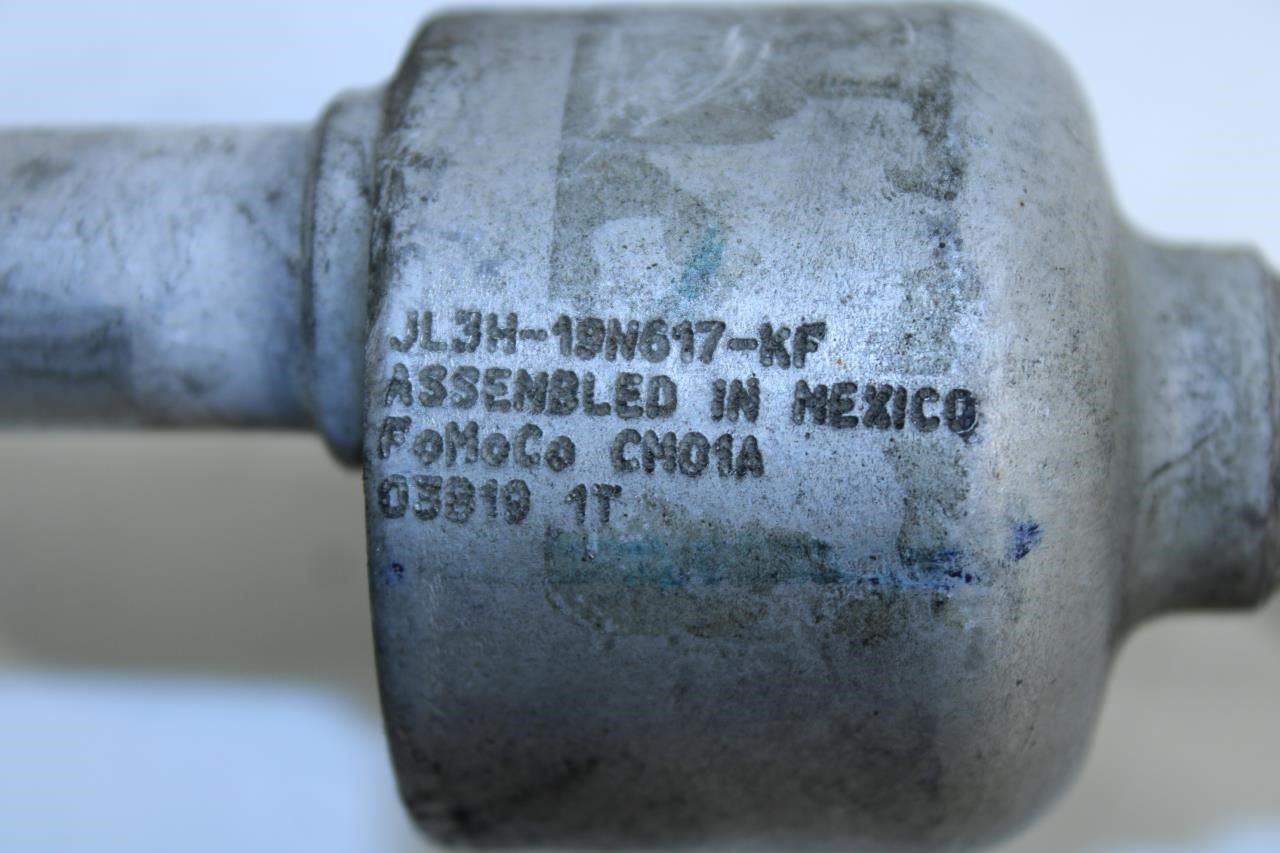 JL3H-19N617-KF
ASSEMBLED IN MEXICO
FoMoCo CM01A
03819 1T